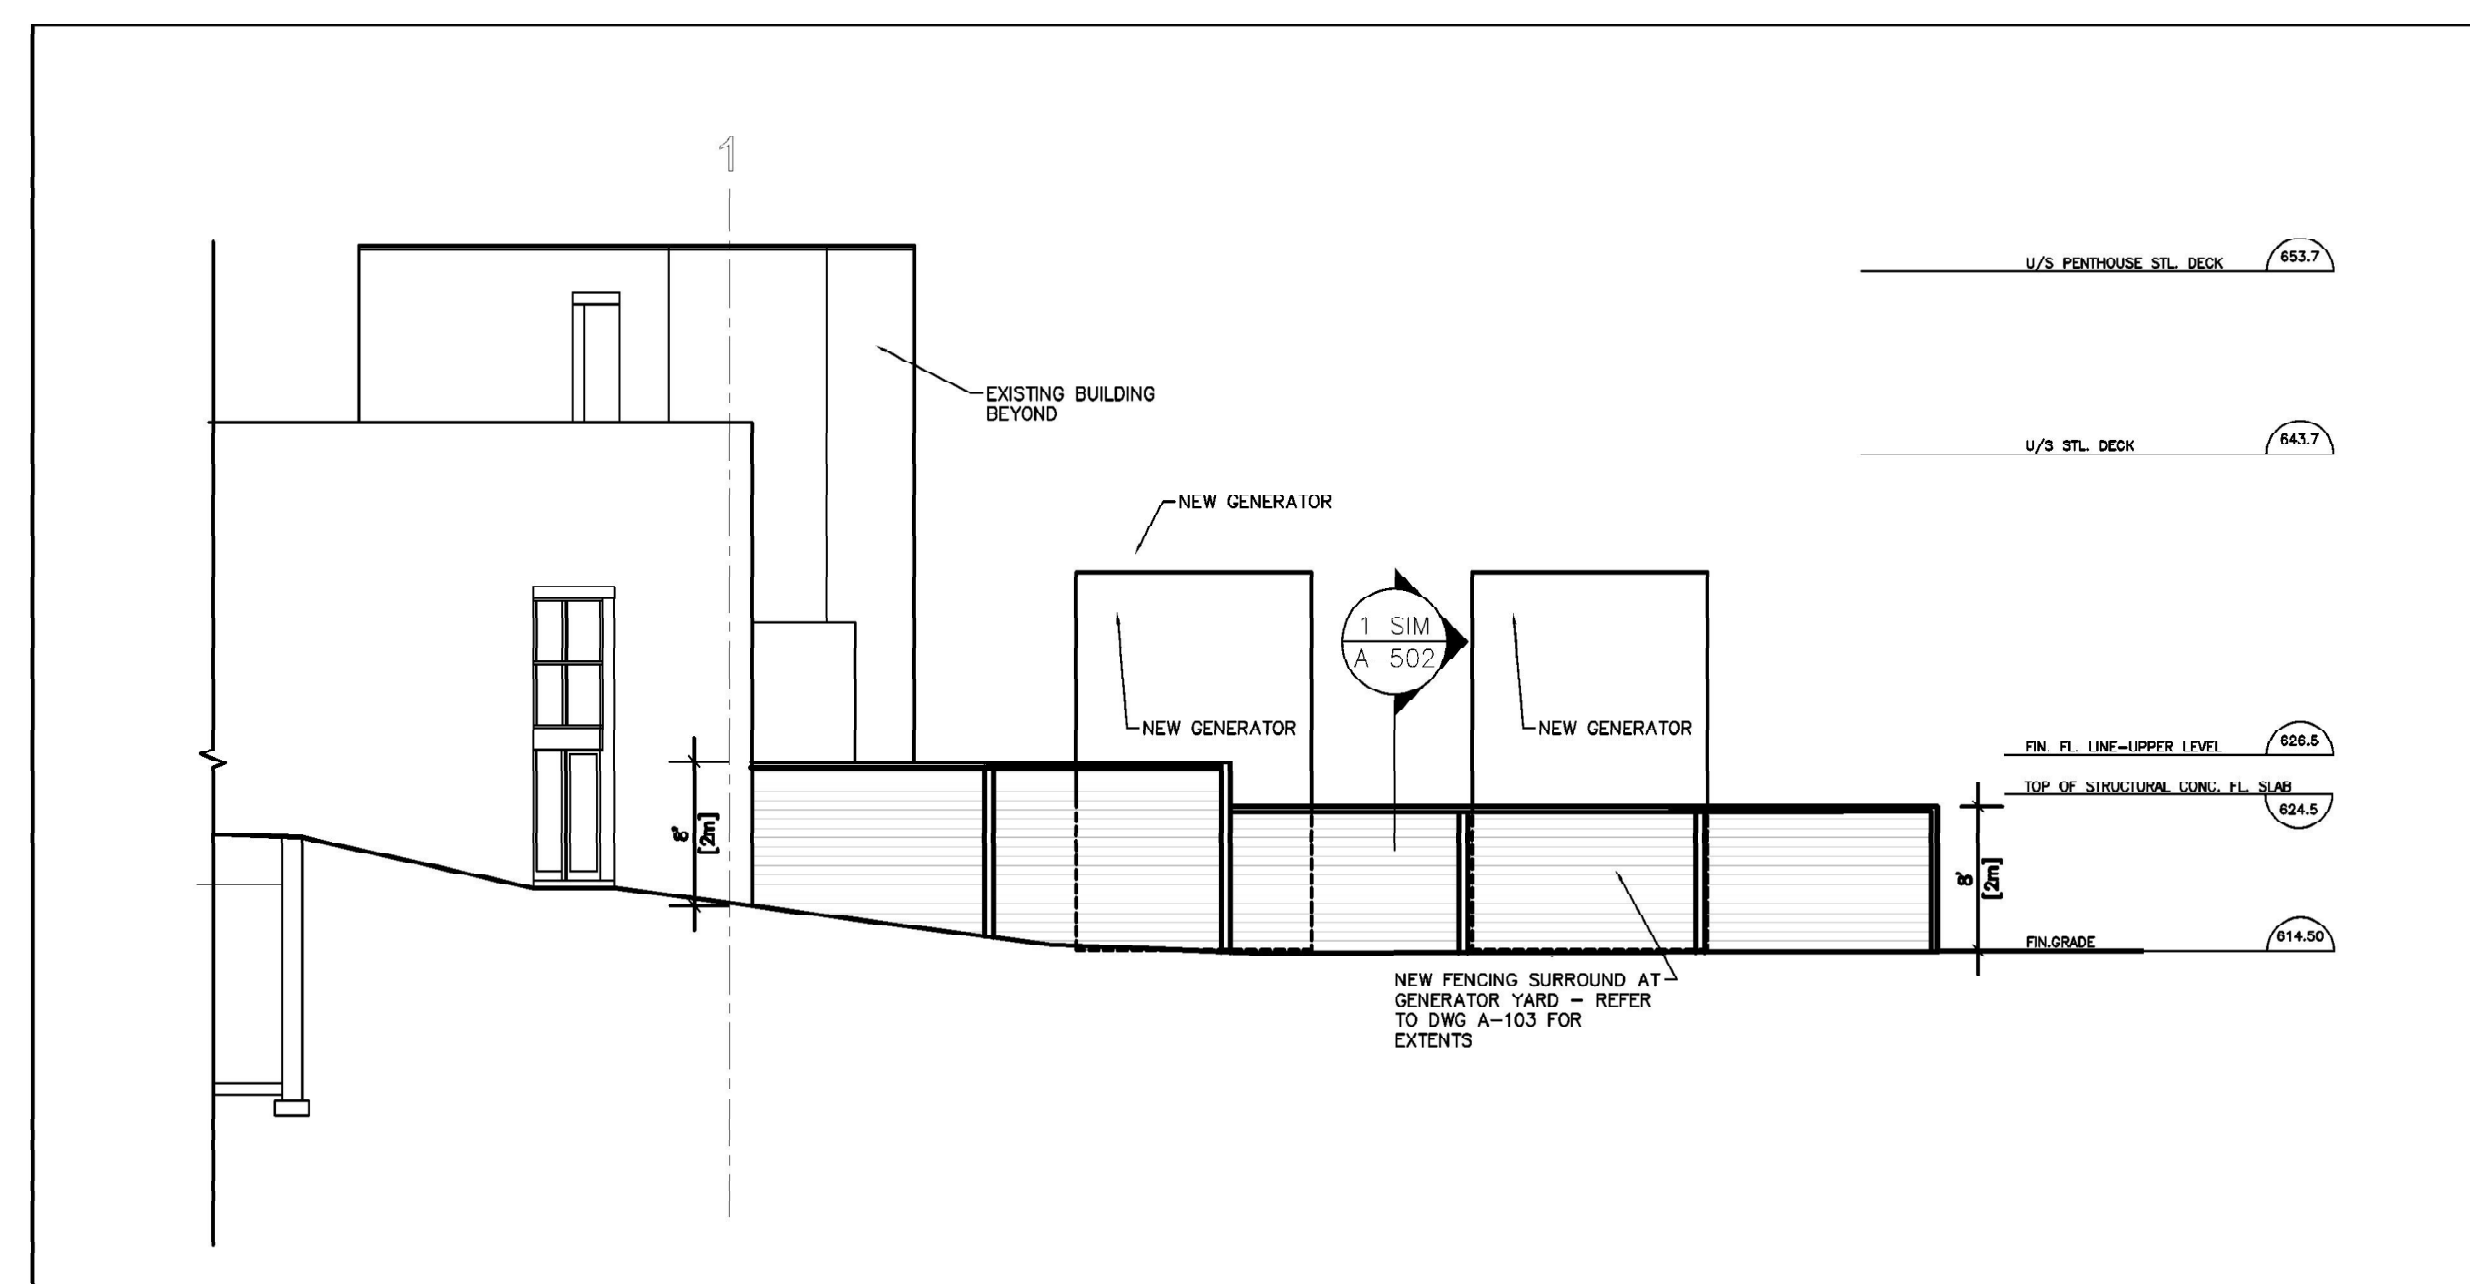 1
U/S PENTHOUSE STL. DECK
653.7
EXISTING BUILDING
BEYOND
U/S STL. DECK
643.7
NEW GENERATOR
1 SIM
A 502
NEW GENERATOR
NEW GENERATOR
FIN. FL. LINE-UPPER LEVEL
626.5
TOP OF STRUCTURAL CONC. FL. SLAB
624.5
8'
[2m]
8'
[2m]
FIN.GRADE
614.50
NEW FENCING SURROUND AT
GENERATOR YARD - REFER
TO DWG A-103 FOR
EXTENTS